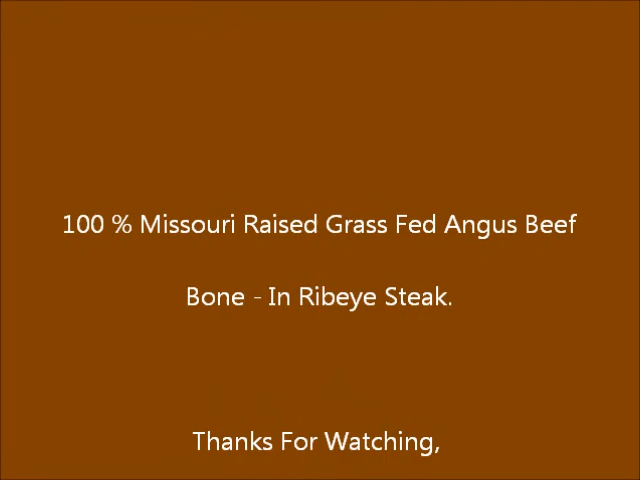 100 % Missouri Raised Grass Fed Angus Beef
Bone - In Ribeye Steak.
Thanks For Watching,